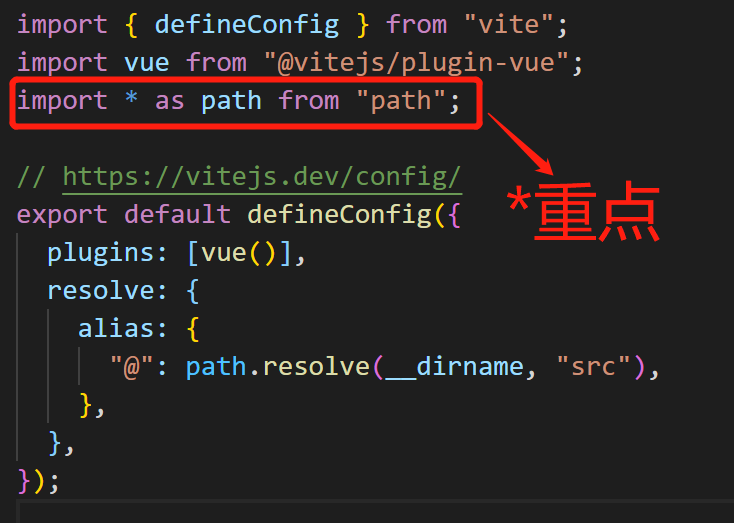 import { defineConfig } from "vite";
import vue from "@vitejs/plugin-vue";
import * as path from "path";
*重点
// https://vitejs.dev/config/
export default defineConfig({
  plugins: [vue()],
  resolve: {
    alias: {
      "@": path.resolve(__dirname, "src"),
    },
  },
});